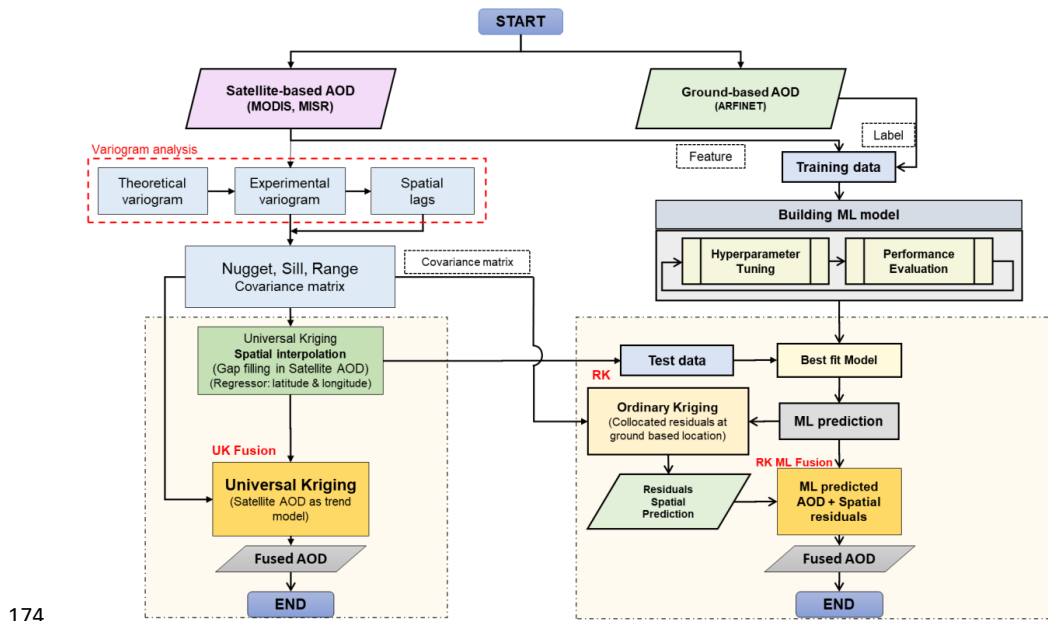 START
Satellite-based AOD
(MODIS, MISR)
Ground-based AOD
(ARFINET)
Label
Feature
Training data
Variogram analysis
Theoretical
variogram
Experimental
variogram
Spatial
lags
Building ML model
Hyperparameter
Tuning
Performance
Evaluation
Nugget, Sill, Range
Covariance matrix
Covariance matrix
Universal Kriging
Spatial interpolation
(Gap filling in Satellite AOD)
(Regressor: latitude & longitude)
RK
Test data
Best fit Model
Ordinary Kriging
(Collocated residuals at
ground based location)
ML prediction
UK Fusion
RK ML Fusion
Universal Kriging
(Satellite AOD as trend
model)
Residuals
Spatial
Prediction
ML predicted
AOD + Spatial
residuals
Fused AOD
Fused AOD
END
END
174